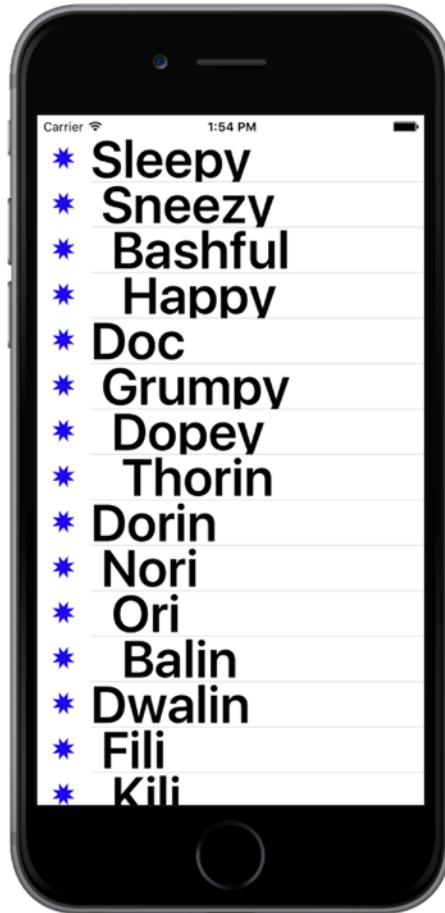 Carrier 1:54 PM
Sleepy
Sneezy
Bashful
Happy
Doc
Grumpy
Dopey
Thorin
Dorin
Nori
Ori
Balin
Dwalin
Fili
Kili